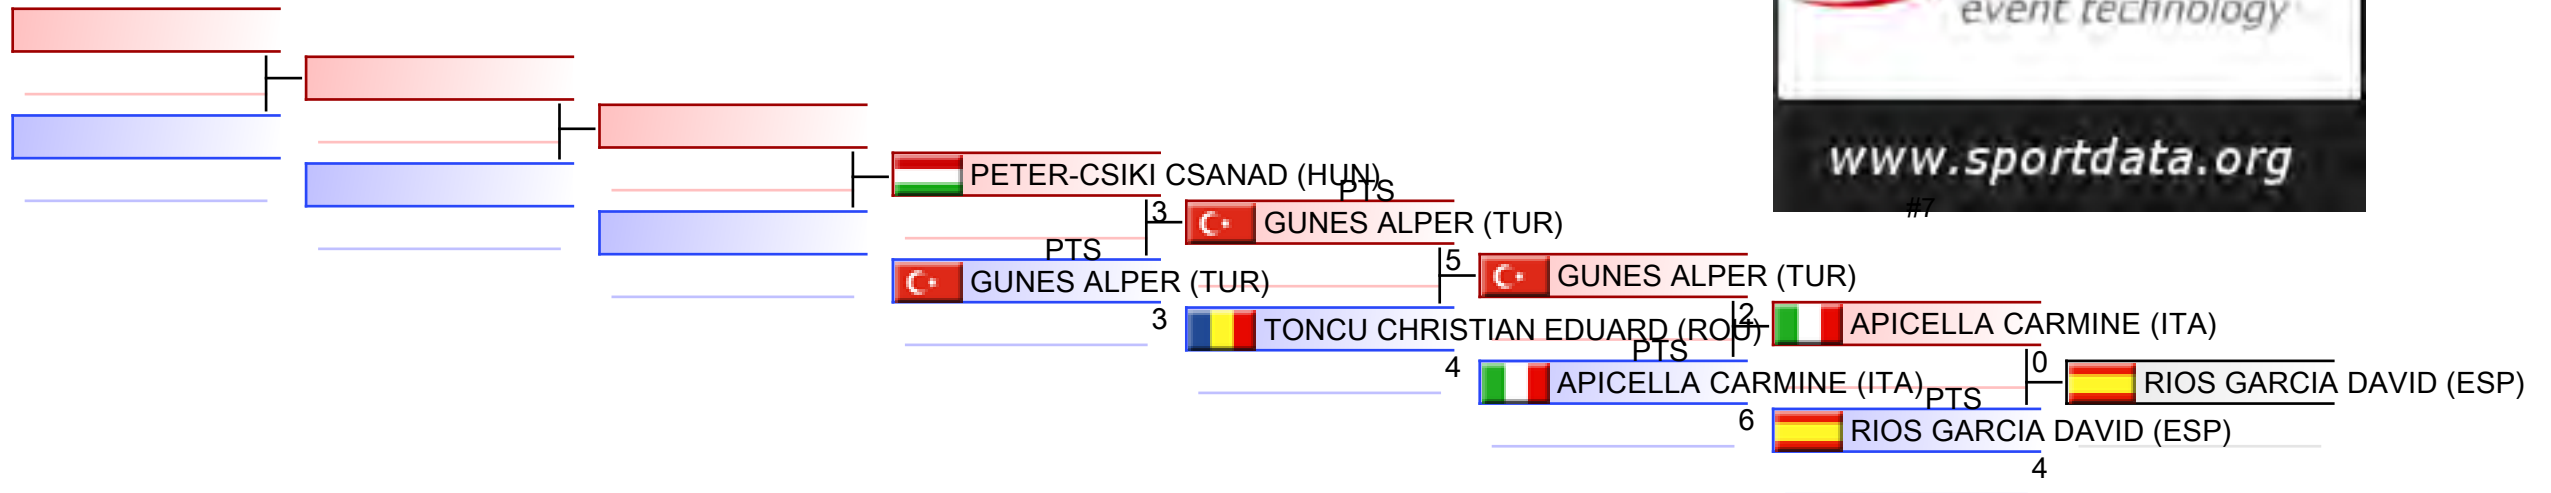 event technology
www.sportdata.org
#7
PETER-CSIKI CSANAD (HUN)
PTS
3
GUNES ALPER (TUR)
PTS
GUNES ALPER (TUR)
3
5
GUNES ALPER (TUR)
TONCU CHRISTIAN EDUARD (ROU)
4
2
APICELLA CARMINE (ITA)
PTS
APICELLA CARMINE (ITA)
6
0
RIOS GARCIA DAVID (ESP)
PTS
RIOS GARCIA DAVID (ESP)
4